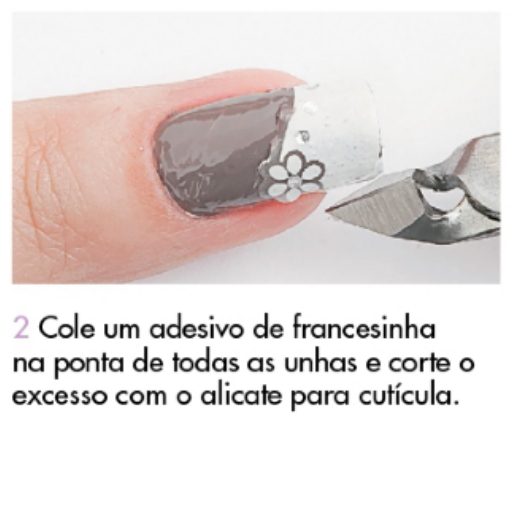 2 Cole um adesivo de francesinha
na ponta de todas as unhas e corte o
excesso com o alicate para cutícula.